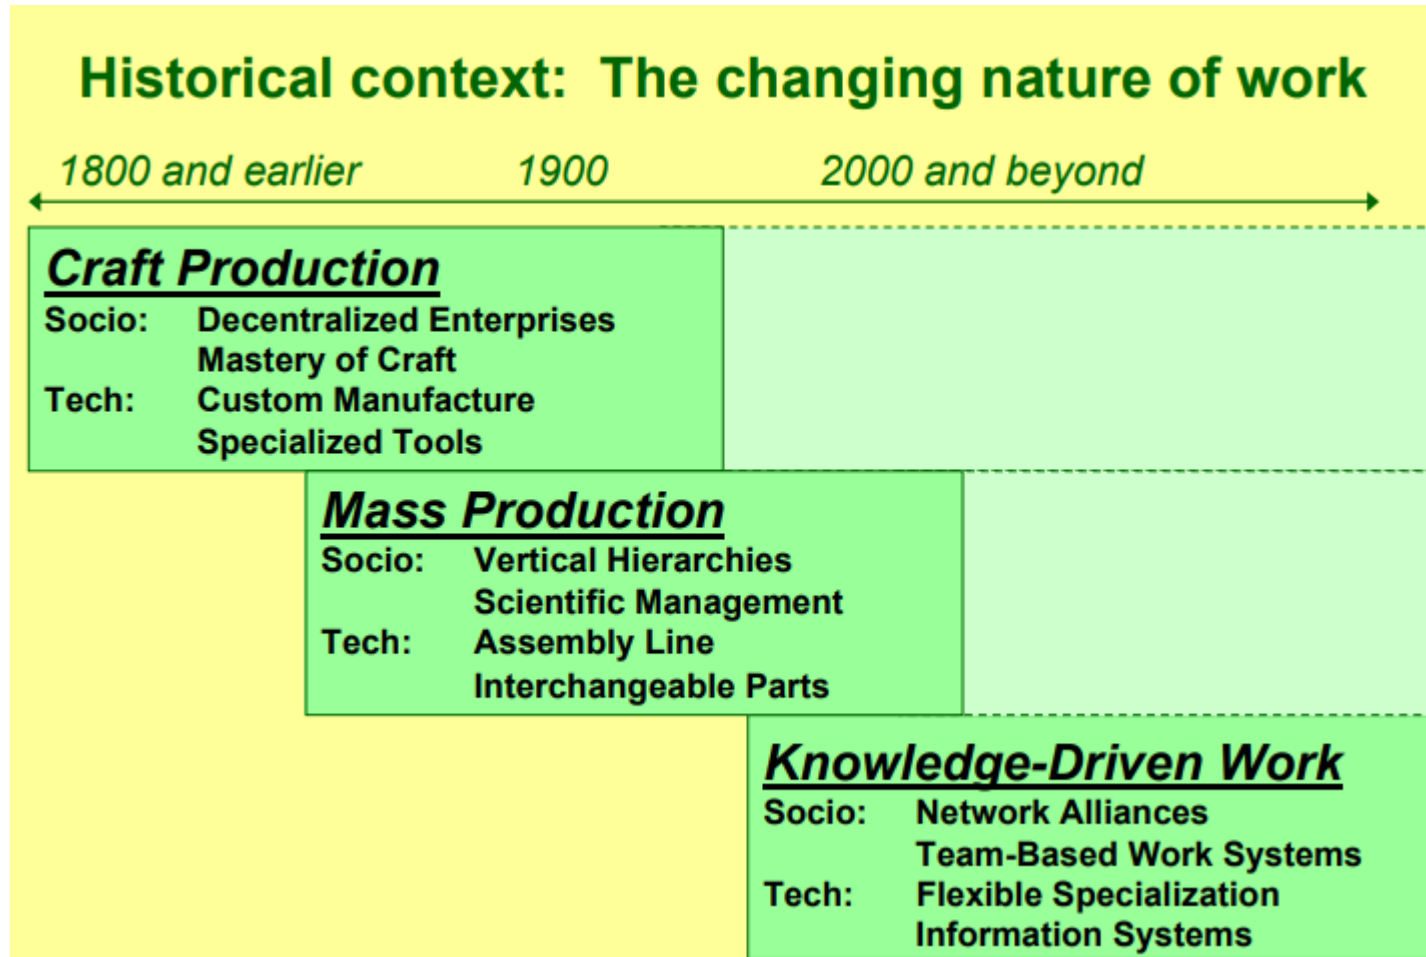 Historical context: The changing nature of work
1800 and earlier 1900 2000 and beyond
Craft Production
Socio: Decentralized Enterprises
Mastery of Craft
Tech: Custom Manufacture
Specialized Tools
Mass Production
Socio: Vertical Hierarchies
Scientific Management
Tech: Assembly Line
Interchangeable Parts
Knowledge-Driven Work
Socio: Network Alliances
Team-Based Work Systems
Tech: Flexible Specialization
Information Systems